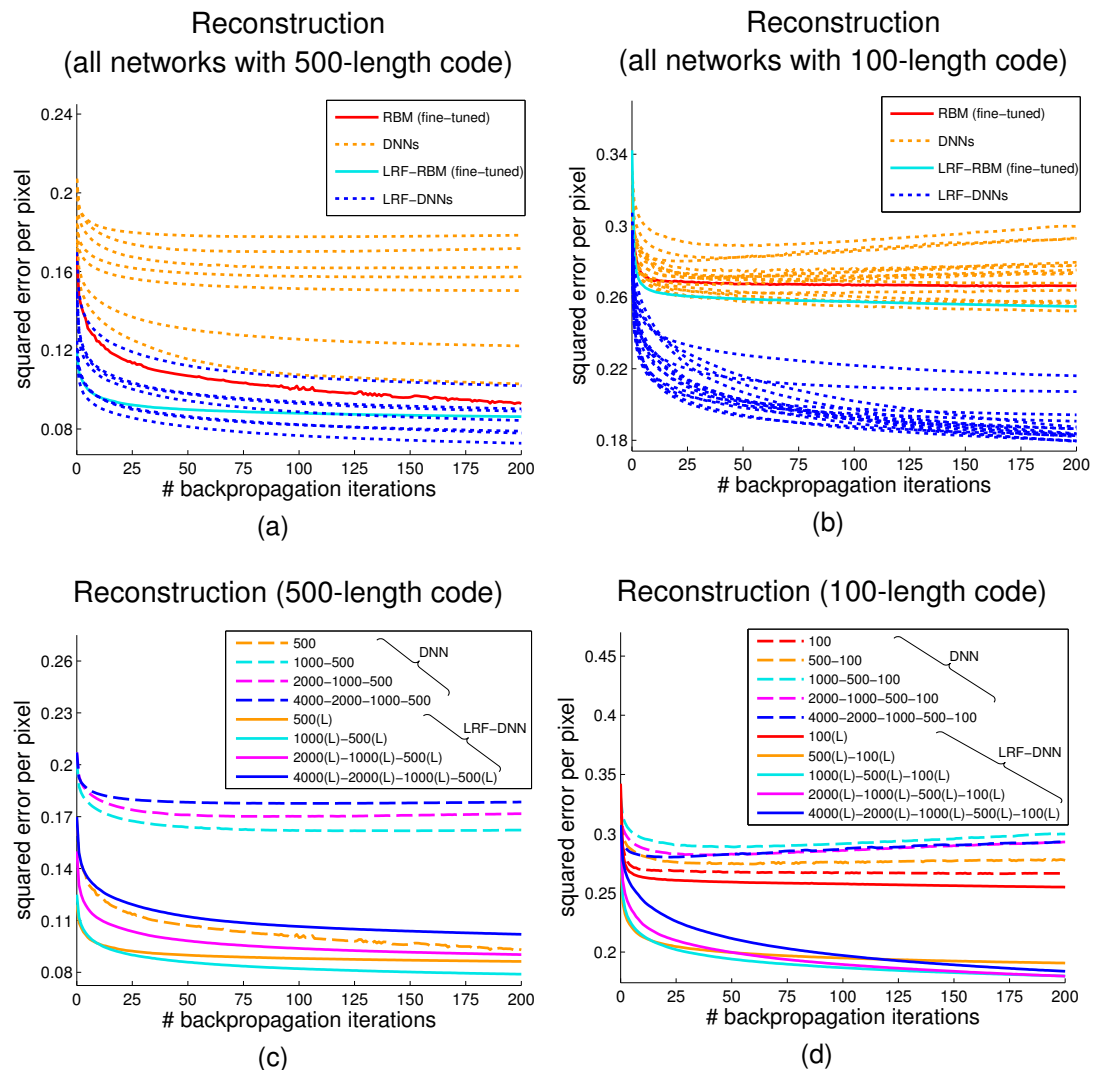 Reconstruction
(all networks with 500-length code)
0.24
0.2
0.16
0.12
0.08
squared error per pixel
RBM (fine-tuned)
DNNs
LRF-RBM (fine-tuned)
LRF-DNNs
0 25 50 75 100 125 150 175 200
# backpropagation iterations
(a)
Reconstruction
(all networks with 100-length code)
0.34
0.3
0.26
0.22
0.18
squared error per pixel
RBM (fine-tuned)
DNNs
LRF-RBM (fine-tuned)
LRF-DNNs
0 25 50 75 100 125 150 175 200
# backpropagation iterations
(b)
Reconstruction (500-length code)
0.26
0.23
0.2
0.17
0.14
0.11
0.08
squared error per pixel
500
1000-500
2000-1000-500
4000-2000-1000-500
DNN
500(L)
1000(L)-500(L)
2000(L)-1000(L)-500(L)
4000(L)-2000(L)-1000(L)-500(L)
LRF-DNN
0 25 50 75 100 125 150 175 200
# backpropagation iterations
(c)
Reconstruction (100-length code)
0.45
0.4
0.35
0.3
0.25
0.2
squared error per pixel
100
500-100
1000-500-100
2000-1000-500-100
4000-2000-1000-500-100
DNN
100(L)
500(L)-100(L)
1000(L)-500(L)-100(L)
2000(L)-1000(L)-500(L)-100(L)
4000(L)-2000(L)-1000(L)-500(L)-100(L)
LRF-DNN
0 25 50 75 100 125 150 175 200
# backpropagation iterations
(d)